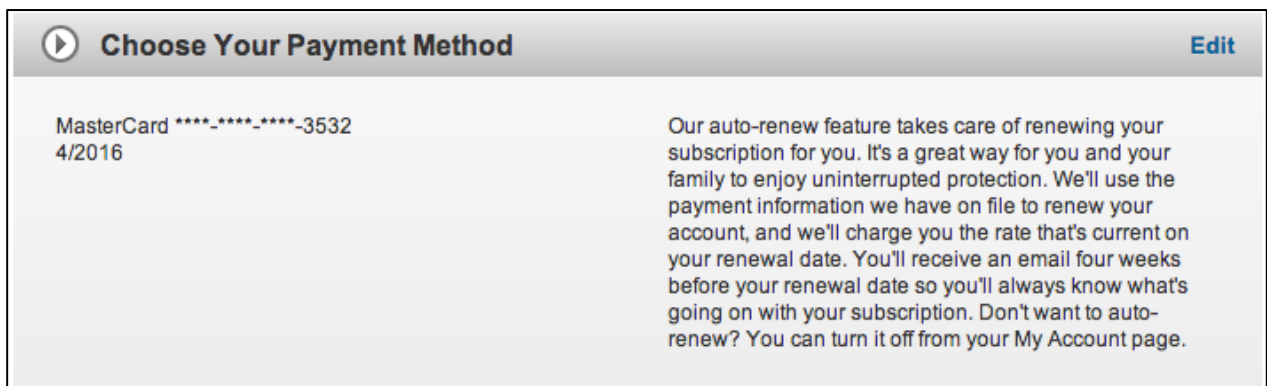 Choose Your Payment Method
Edit
MasterCard ****-****-****-3532
4/2016
Our auto-renew feature takes care of renewing your
subscription for you. It's a great way for you and your
family to enjoy uninterrupted protection. We'll use the
payment information we have on file to renew your
account, and we'll charge you the rate that's current on
your renewal date. You'll receive an email four weeks
before your renewal date so you'll always know what's
going on with your subscription. Don't want to auto-
renew? You can turn it off from your My Account page.